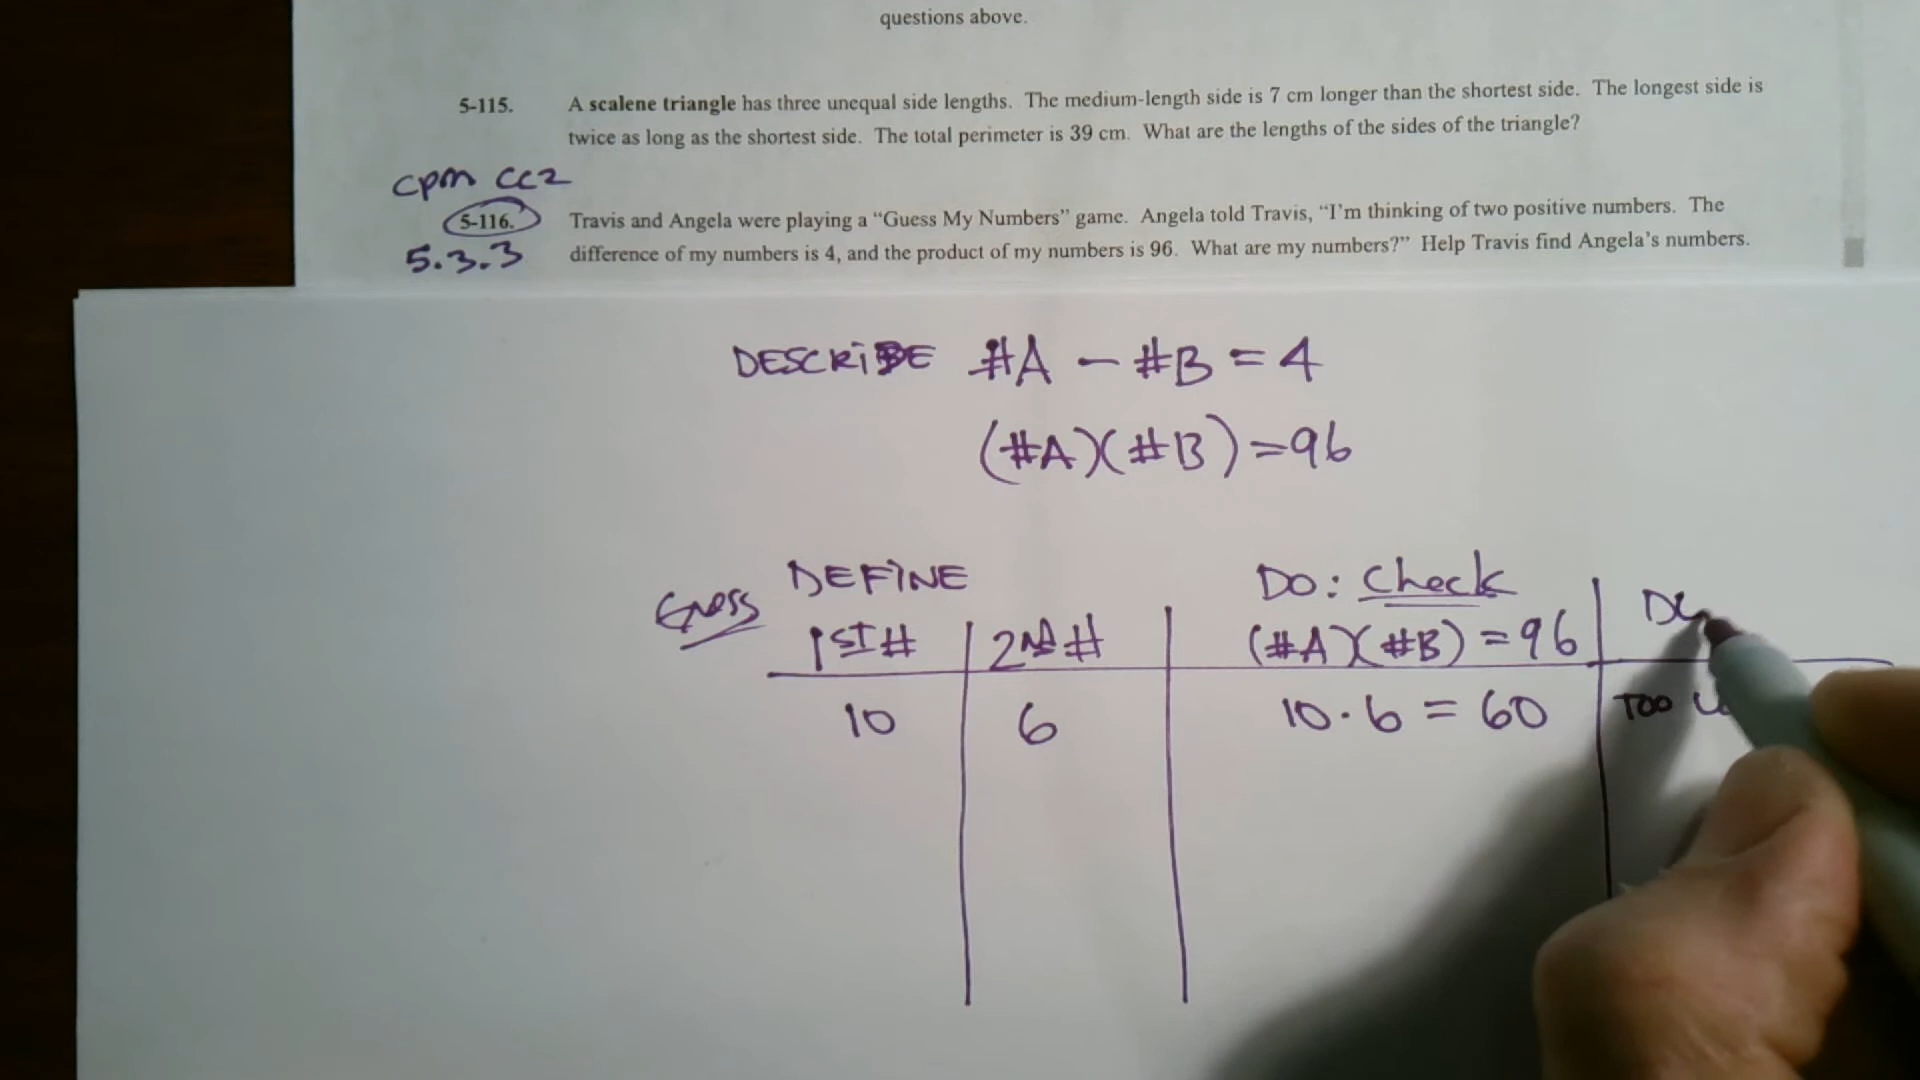 questions above.
5-115. A scalene triangle has three unequal side lengths. The medium-length side is 7 cm longer than the shortest side. The longest side is
twice as long as the shortest side. The total perimeter is 39 cm. What are the lengths of the sides of the triangle?
cpm cc2
5-116. Travis and Angela were playing a “Guess My Numbers” game. Angela told Travis, “I’m thinking of two positive numbers. The
5.3.3 difference of my numbers is 4, and the product of my numbers is 96. What are my numbers?” Help Travis find Angela’s numbers.
DESCRIBE #A - #B = 4
(#A)(#B) = 96
Guess DEFINE Do: Check
1ST # 2ND # (#A)(#B) = 96
10 6 10 · 6 = 60 TOO